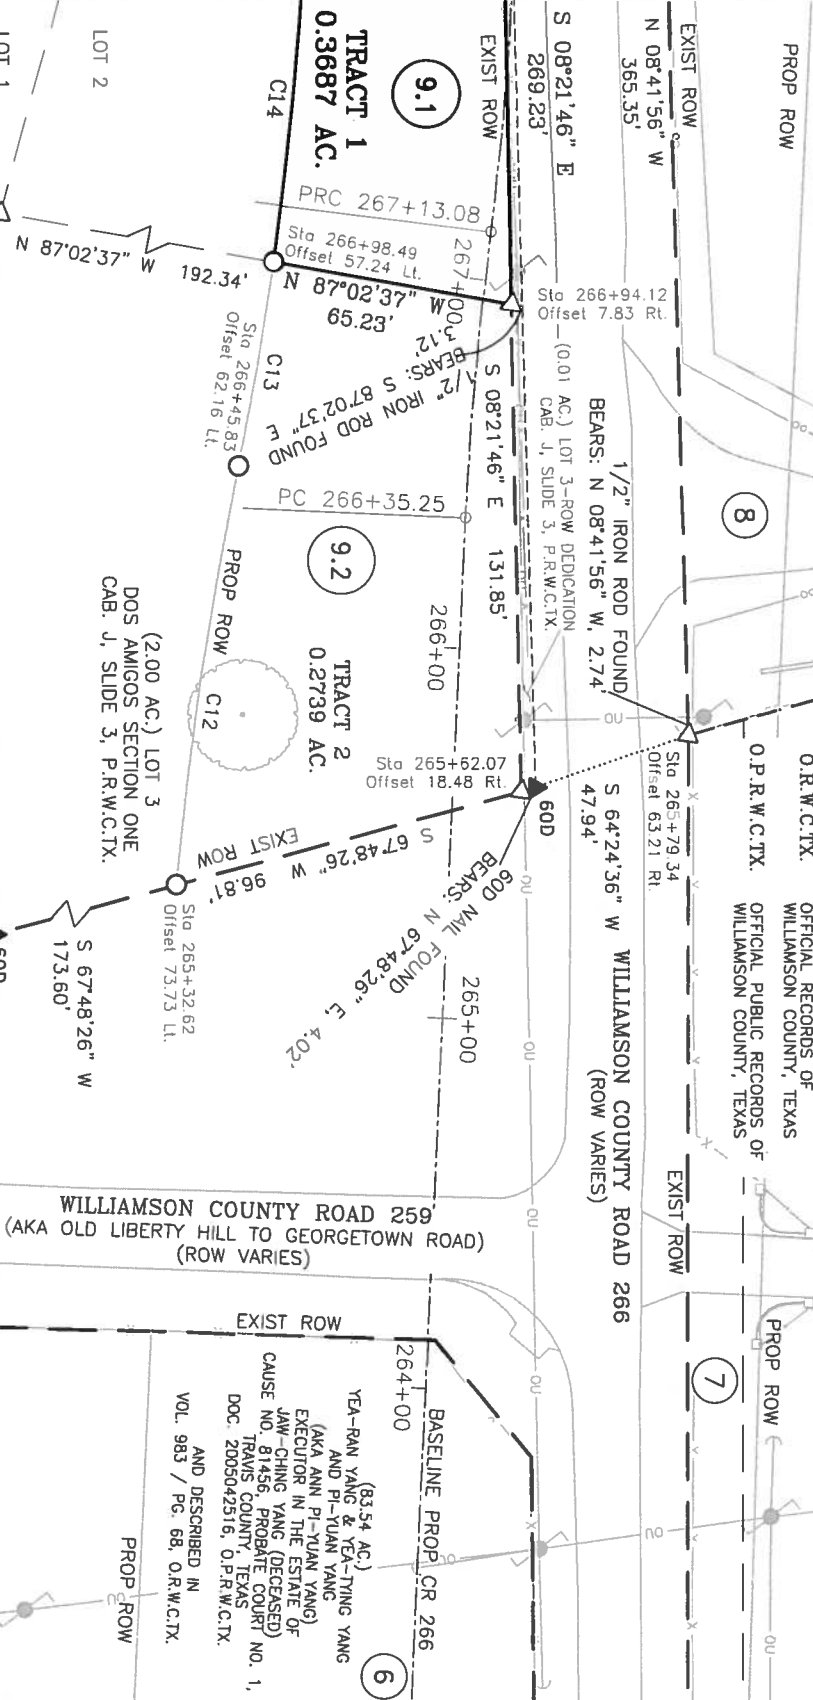 PROP ROW
EXIST ROW
N 08°41'56" W
365.35'
S 08°21'46" E
269.23'
EXIST ROW
9.1
TRACT 1
0.3687 AC.
C14
LOT 2
LOT 1
PRC 267+13.08
267+00
Sta 266+98.49
Offset 57.24 Lt.
N 87°02'37" W
65.23'
N 87°02'37" W
192.34'
Sta 266+94.12
Offset 7.83 Rt.
(0.01 AC.) LOT 3-ROW DEDICATION
CAB. J, SLIDE 3, P.R.W.C.TX.
1/2" IRON ROD FOUND
BEARS: S 87°02'37" E
3.12'
C13
Sta 266+45.83
Offset 62.16 Lt.
S 08°21'46" E 131.85'
1/2" IRON ROD FOUND
BEARS: N 08°41'56" W, 2.74'
8
PC 266+35.25
9.2
PROP ROW
266+00
TRACT 2
0.2739 AC.
C12
(2.00 AC.) LOT 3
DOS AMIGOS SECTION ONE
CAB. J, SLIDE 3, P.R.W.C.TX.
OU
Sta 265+62.07
Offset 18.48 Rt.
60D
Sta 265+79.34
Offset 63.21 Rt.
S 64°24'36" W
47.94'
O.R.W.C.TX.
OFFICIAL RECORDS OF
WILLIAMSON COUNTY, TEXAS
O.P.R.W.C.TX.
OFFICIAL PUBLIC RECORDS OF
WILLIAMSON COUNTY, TEXAS
S 67°48'26" W
96.81'
EXIST ROW
60D NAIL FOUND
BEARS: N 67°48'26" E, 4.02'
OU
Sta 265+32.62
Offset 73.73 Lt.
S 67°48'26" W
173.60'
60D
265+00
OU
WILLIAMSON COUNTY ROAD 266
(ROW VARIES)
EXIST ROW
OU
WILLIAMSON COUNTY ROAD 259
(AKA OLD LIBERTY HILL TO GEORGETOWN ROAD)
(ROW VARIES)
EXIST ROW
264+00
OU
7
PROP ROW
BASELINE PROP CR 266
(83.54 AC.)
YEA-RAN YANG & YEA-TYING YANG
AND PI-YUAN YANG
(AKA ANN PI-YUAN YANG)
EXECUTOR IN THE ESTATE OF
JAW-CHING YANG (DECEASED)
CAUSE NO. 81456, PROBATE COURT NO. 1,
TRAVIS COUNTY, TEXAS
DOC. 2005042516, O.P.R.W.C.TX.
AND DESCRIBED IN
VOL. 983 / PG. 68, O.R.W.C.TX.
PROP ROW
OU
OU
OU
6